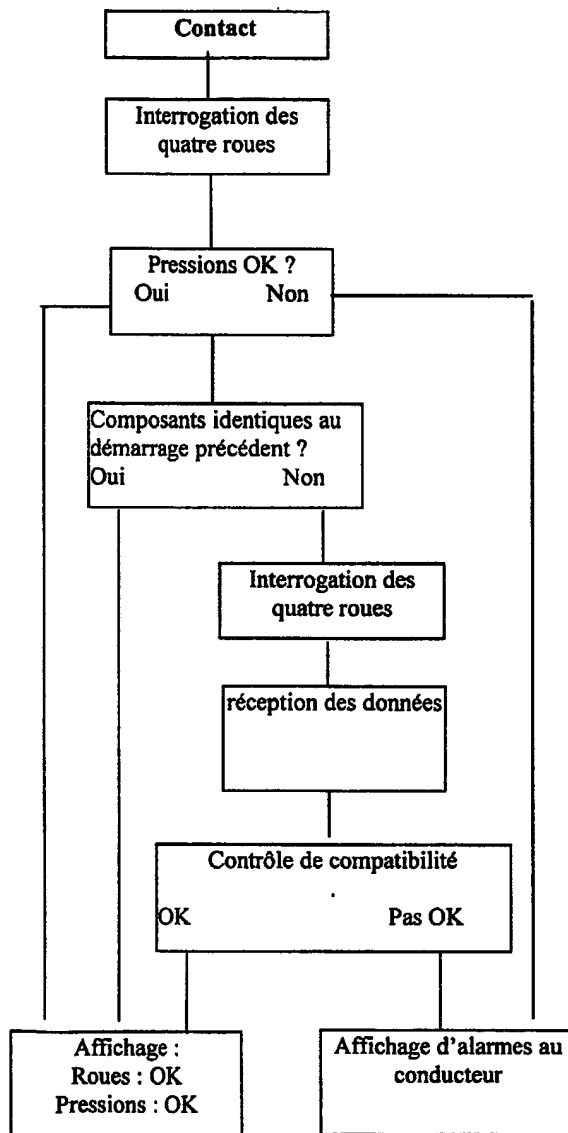 Contact
Interrogation des
quatre roues
Pressions OK ?
Oui Non
Composants identiques au
démarrage précédent ?
Oui Non
Interrogation des
quatre roues
réception des données
Contrôle de compatibilité
OK Pas OK
Affichage :
Roues : OK
Pressions : OK
Affichage d'alarmes au
conducteur